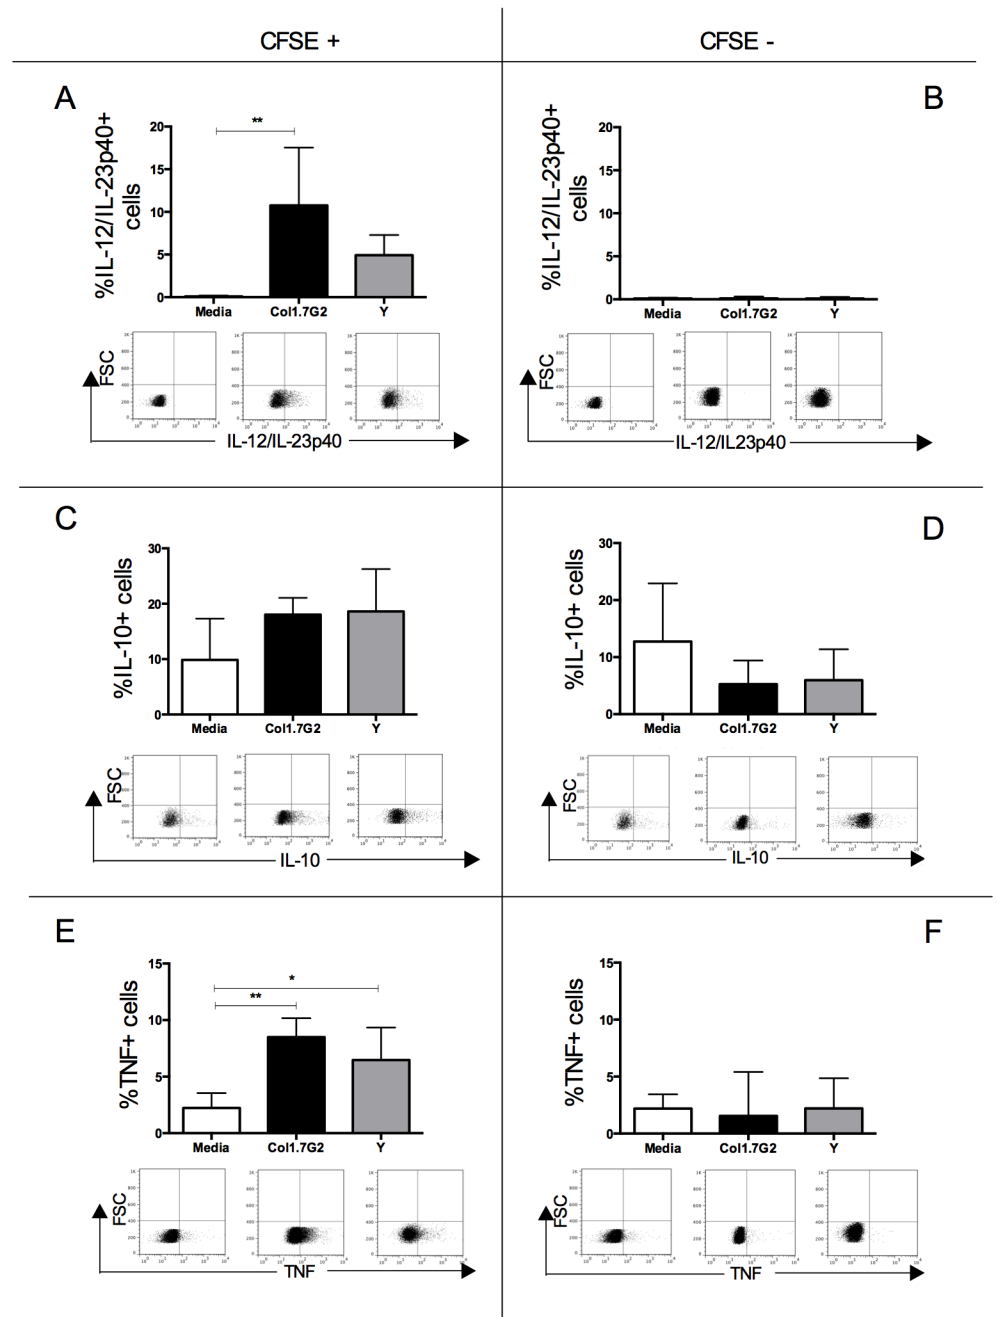 CFSE +
CFSE -
A
%IL-12/IL-23p40+
cells
20
15
10
5
0
**
Media
Col1.7G2
Y
FSC
IL-12/IL-23p40
B
%IL-12/IL-23p40+
cells
20
15
10
5
0
Media
Col1.7G2
Y
FSC
IL-12/IL23p40
C
%IL-10+ cells
30
20
10
0
Media
Col1.7G2
Y
FSC
IL-10
D
%IL-10+ cells
30
20
10
0
Media
Col1.7G2
Y
FSC
IL-10
E
%TNF+ cells
15
10
5
0
*
**
Media
Col1.7G2
Y
FSC
TNF
F
%TNF+ cells
15
10
5
0
Media
Col1.7G2
Y
FSC
TNF